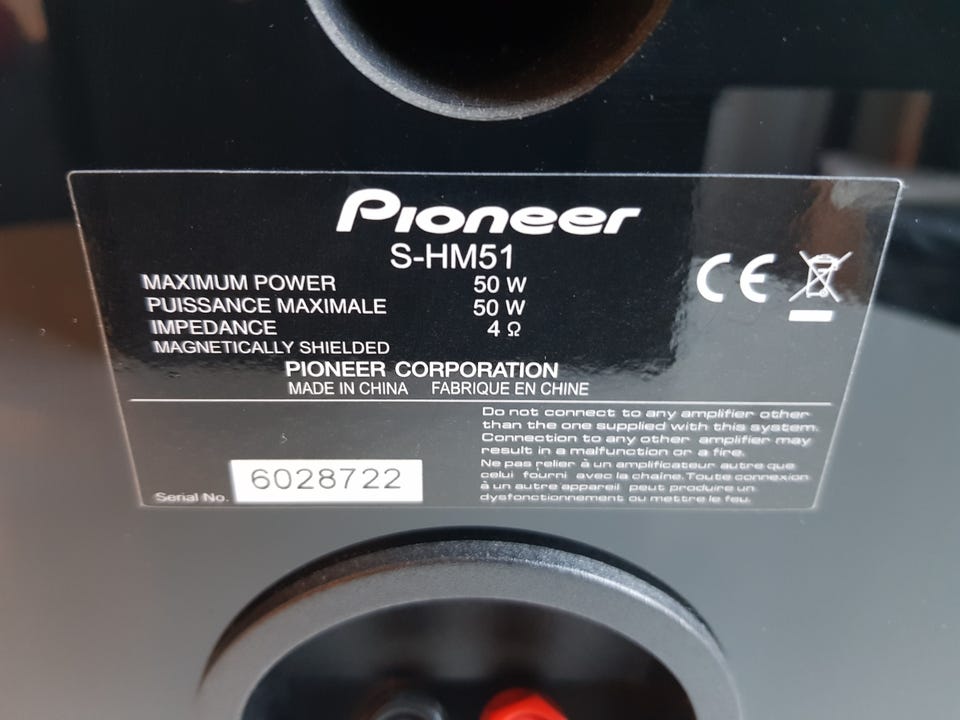 Pioneer
S-HM51
MAXIMUM POWER 50 W
PUISSANCE MAXIMALE 50 W
IMPEDANCE 4 Ω
MAGNETICALLY SHIELDED
PIONEER CORPORATION
MADE IN CHINA FABRIQUE EN CHINE
CE
Do not connect to any amplifier other
than the one supplied with this system.
Connection to any other amplifier may
result in a malfunction or a fire.
Ne pas relier à un amplificateur autre que
celui fourni avec la chaîne. Toute connexion
à un autre appareil peut produire un
dysfonctionnement ou mettre le feu.
Serial No. 6028722